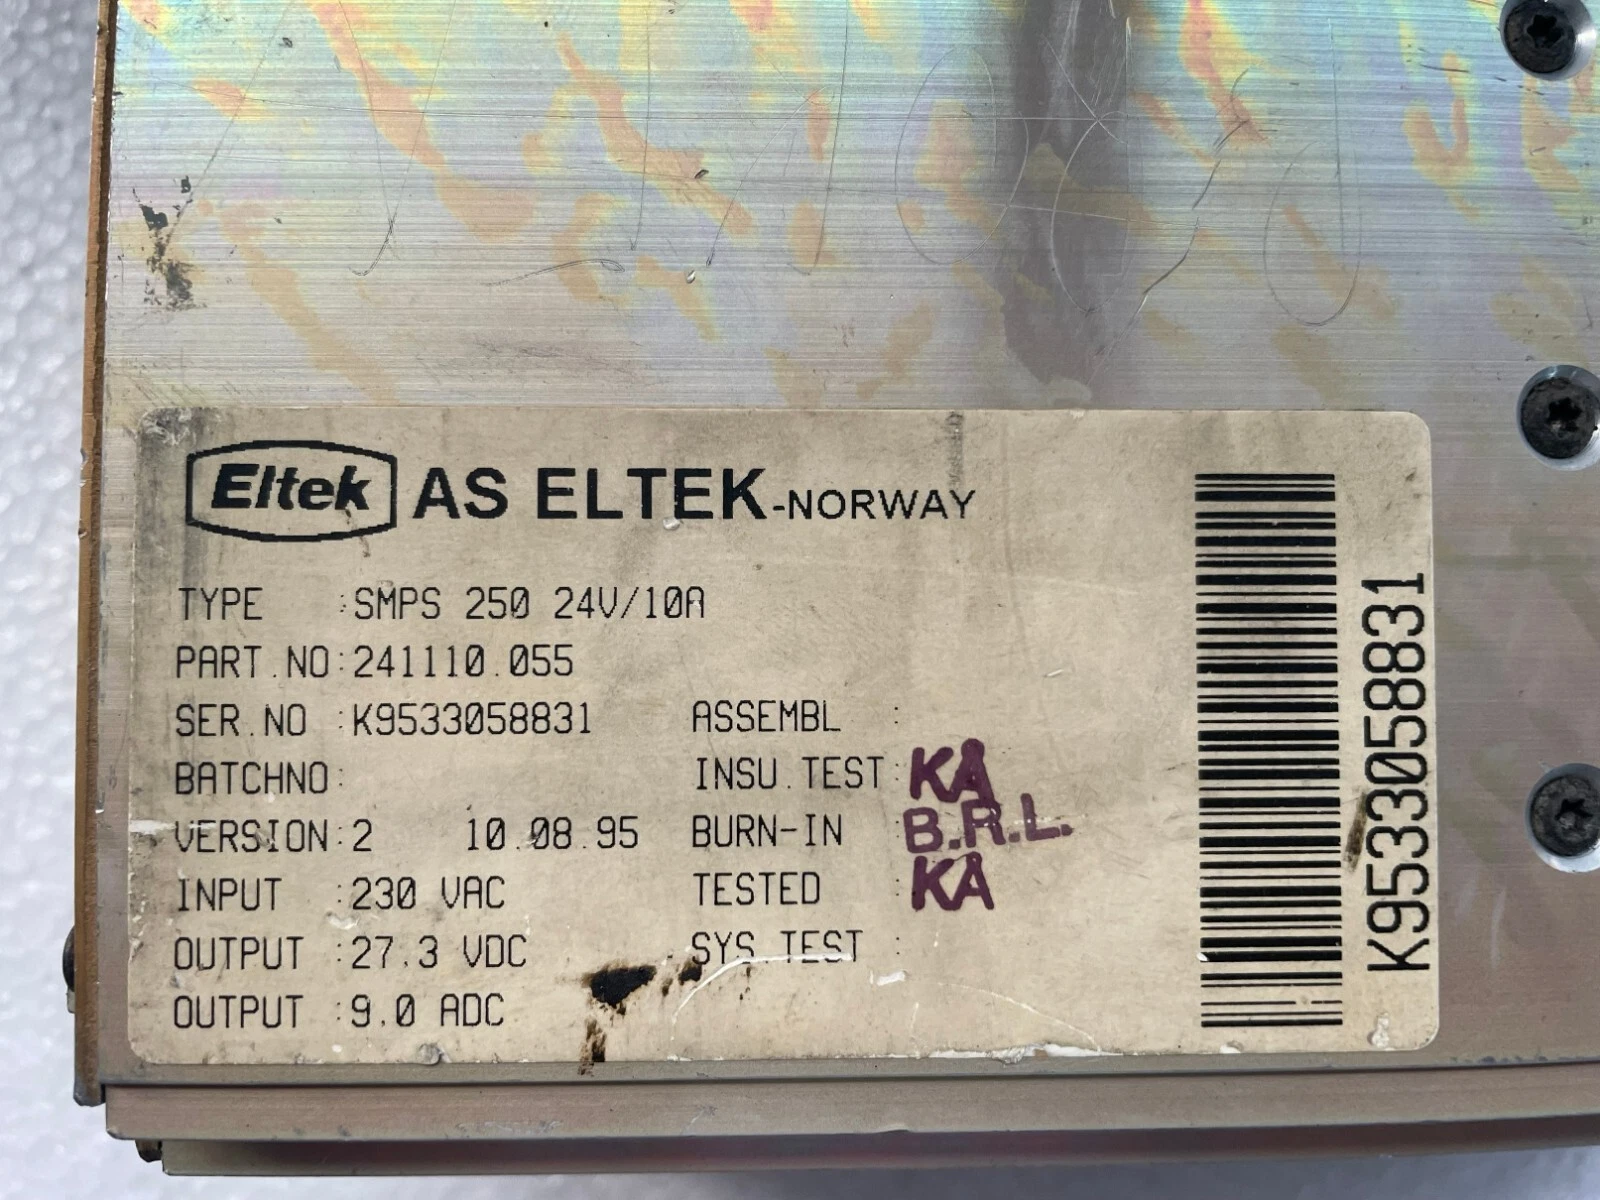 Eltek AS ELTEK-NORWAY
TYPE :SMPS 250 24V/10A
PART.NO:241110.055
SER.NO :K9533058831 ASSEMBL :
BATCHNO: INSU.TEST: KÅ
VERSION:2 10.08.95 BURN-IN : B.R.L.
INPUT :230 VAC TESTED : KÅ
OUTPUT :27.3 VDC SYS.TEST :
OUTPUT :9.0 ADC
K9533058831